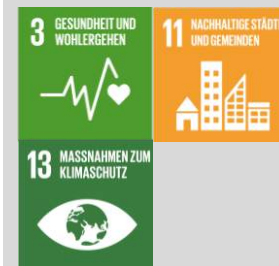 3 GESUNDHEIT UND
WOHLERGEHEN
11 NACHHALTIGE STÄDT
UND GEMEINDEN
13 MASSNAHMEN ZUM
KLIMASCHUTZ